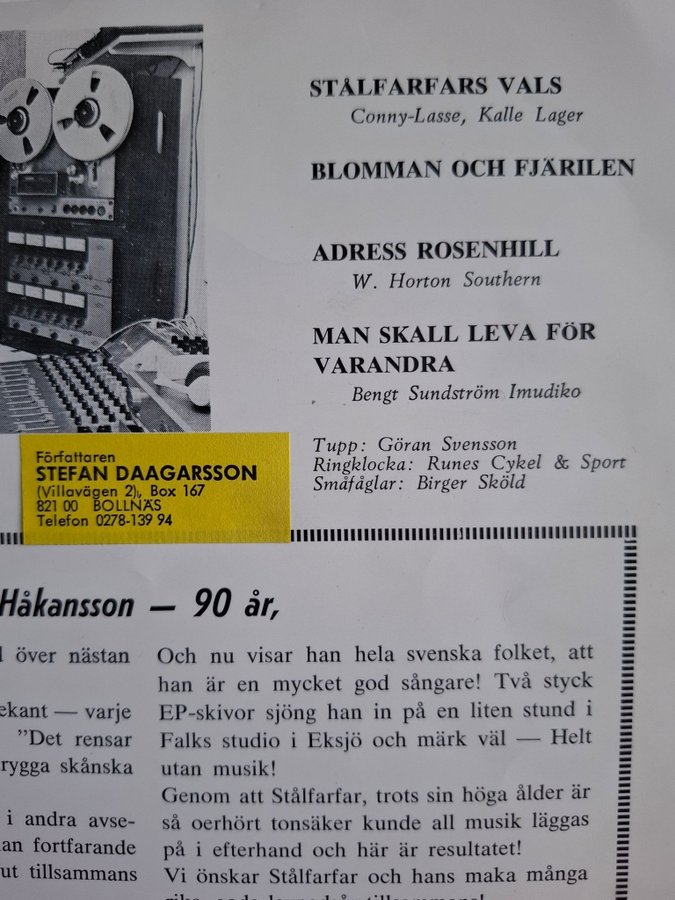 STÅLFARFARS VALS
Conny-Lasse, Kalle Lager
BLOMMAN OCH FJÄRILEN
ADRESS ROSENHILL
W. Horton Southern
MAN SKALL LEVA FÖR
VARANDRA
Bengt Sundström Imudiko
Tupp: Göran Svensson
Ringklocka: Runes Cykel & Sport
Småfåglar: Birger Sköld
Författaren
STEFAN DAAGARSSON
(Villavägen 2), Box 167
821 00 BOLLNÄS
Telefon 0278-139 94
Håkansson — 90 år,
över nästan
ekant — varje
"Det rensar
rygga skånska
i andra avse-
an fortfarande
ut tillsammans
Och nu visar han hela svenska folket, att
han är en mycket god sångare! Två styck
EP-skivor sjöng han in på en liten stund i
Falks studio i Eksjö och märk väl — Helt
utan musik!
Genom att Stålfarfar, trots sin höga ålder är
så oerhört tonsäker kunde all musik läggas
på i efterhand och här är resultatet!
Vi önskar Stålfarfar och hans maka många